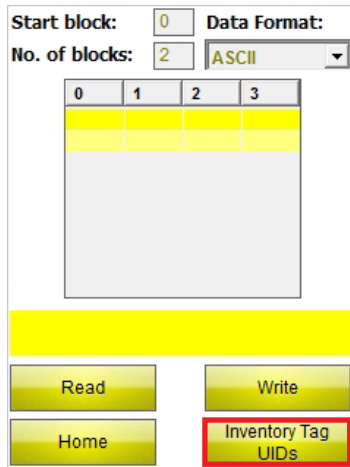 Start block: 0 Data Format:
No. of blocks: 2 ASCII
0 1 2 3
Read Write
Home Inventory Tag
UIDs